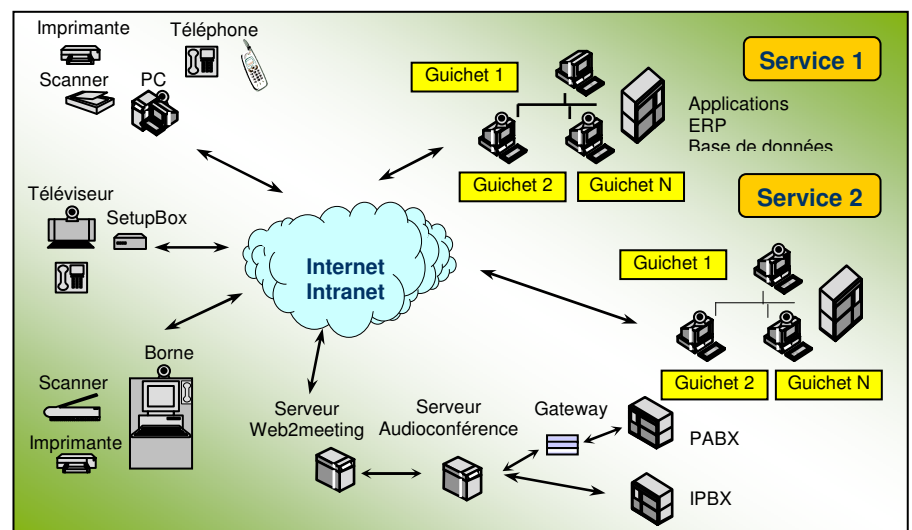 Imprimante
Téléphone
Scanner
PC
Guichet 1
Service 1
Applications
ERP
Base de données
Guichet 2
Guichet N
Service 2
Téléviseur
SetupBox
Internet
Intranet
Guichet 1
Guichet 2
Guichet N
Borne
Scanner
Imprimante
Serveur
Web2meeting
Serveur
Audioconférence
Gateway
PABX
IPBX